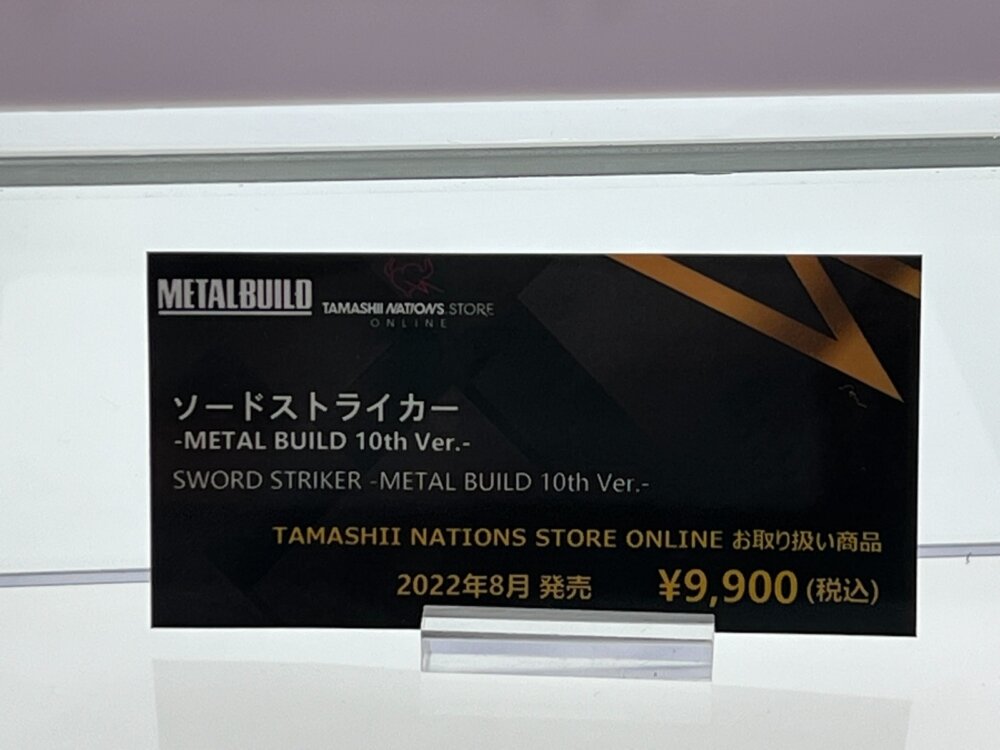 METAL BUILD
TAMASHII NATIONS STORE
ONLINE
ソードストライカー
-METAL BUILD 10th Ver.-
SWORD STRIKER -METAL BUILD 10th Ver.-
TAMASHII NATIONS STORE ONLINE お取り扱い商品
2022年8月 発売 ¥9,900 (税込)